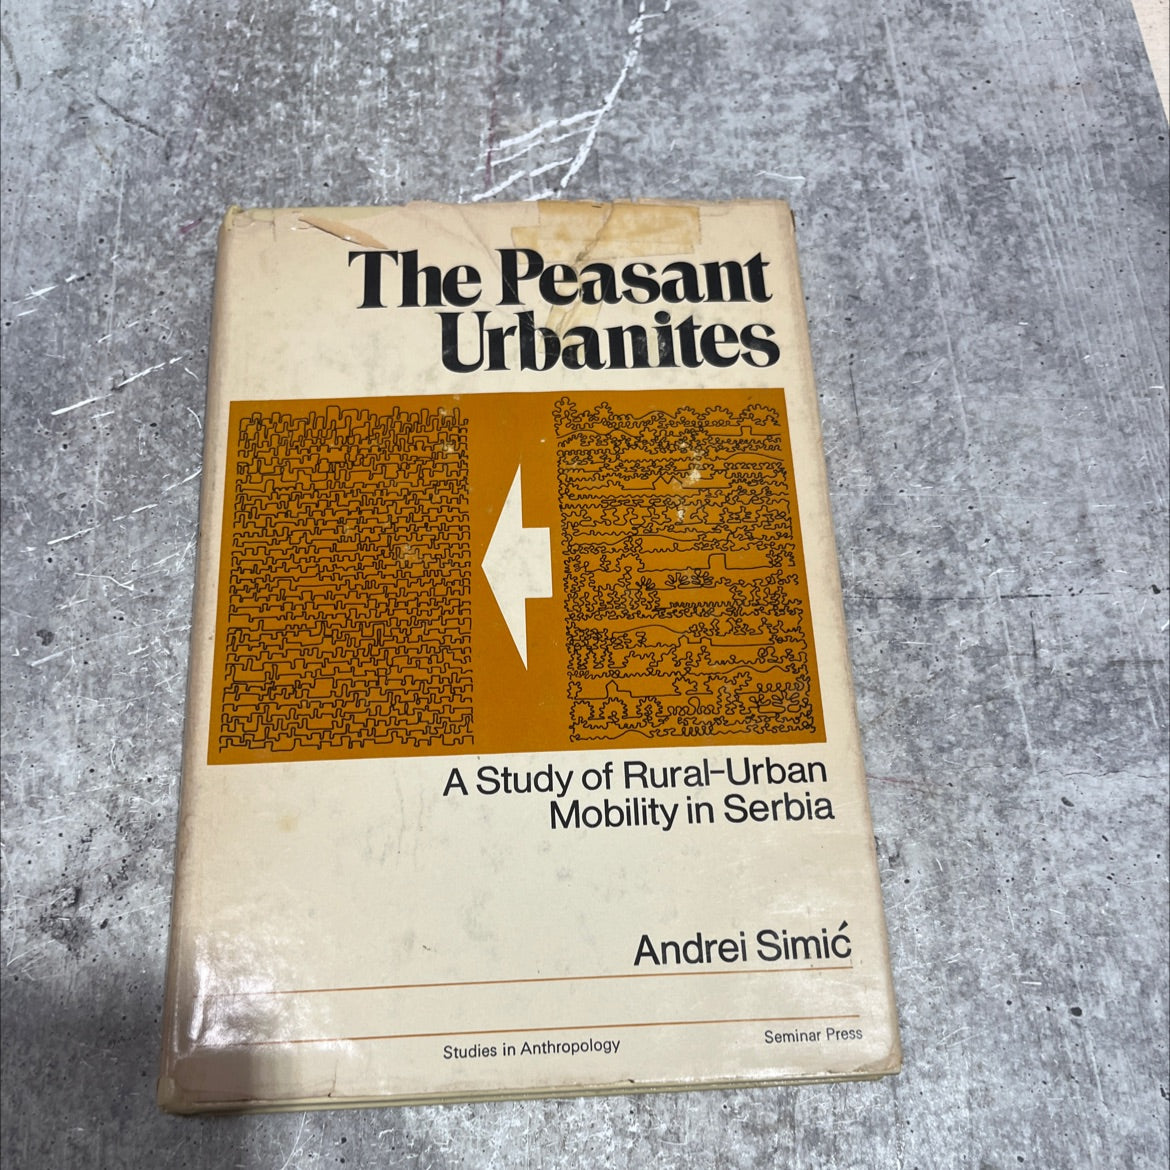 The Peasant
Urbanites
A Study of Rural-Urban
Mobility in Serbia
Andrei Simić
Studies in Anthropology
Seminar Press